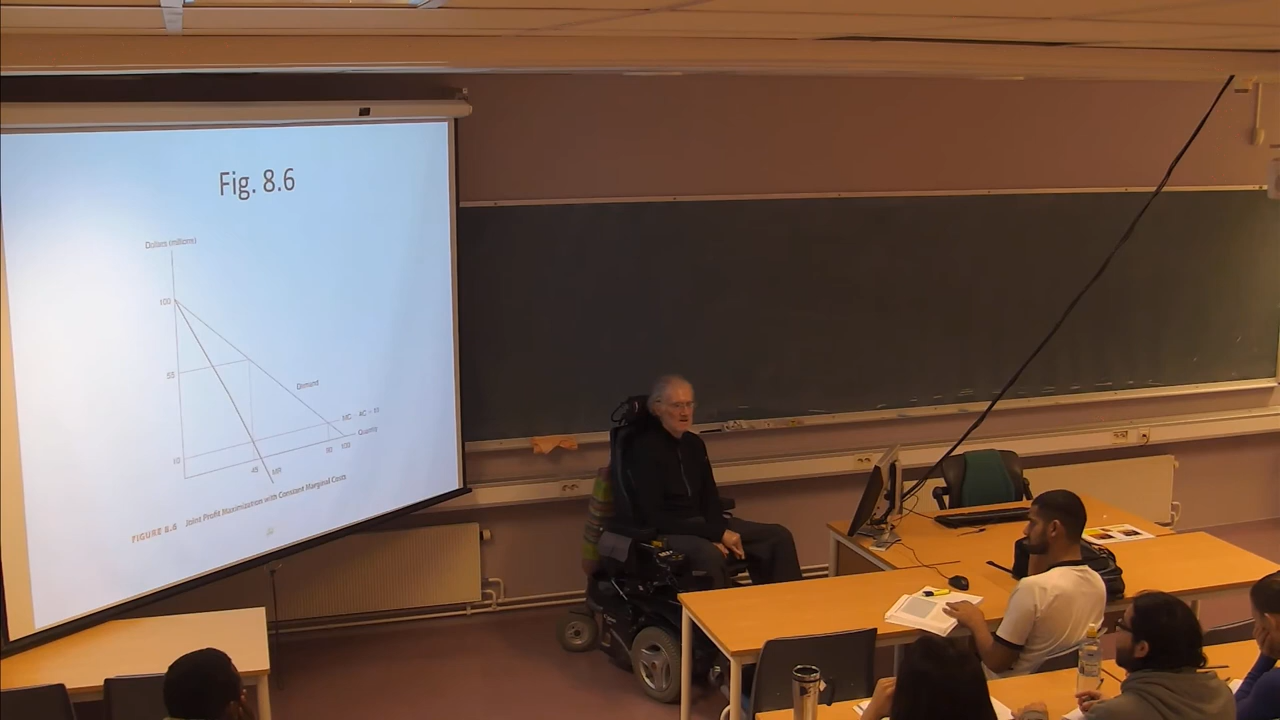 Fig. 8.6
Dollars (millions)
100
55
Demand
MC = AC = 10
Quantity
10
45
MR
90
100
FIGURE 8.6 Joint Profit Maximization with Constant Marginal Costs